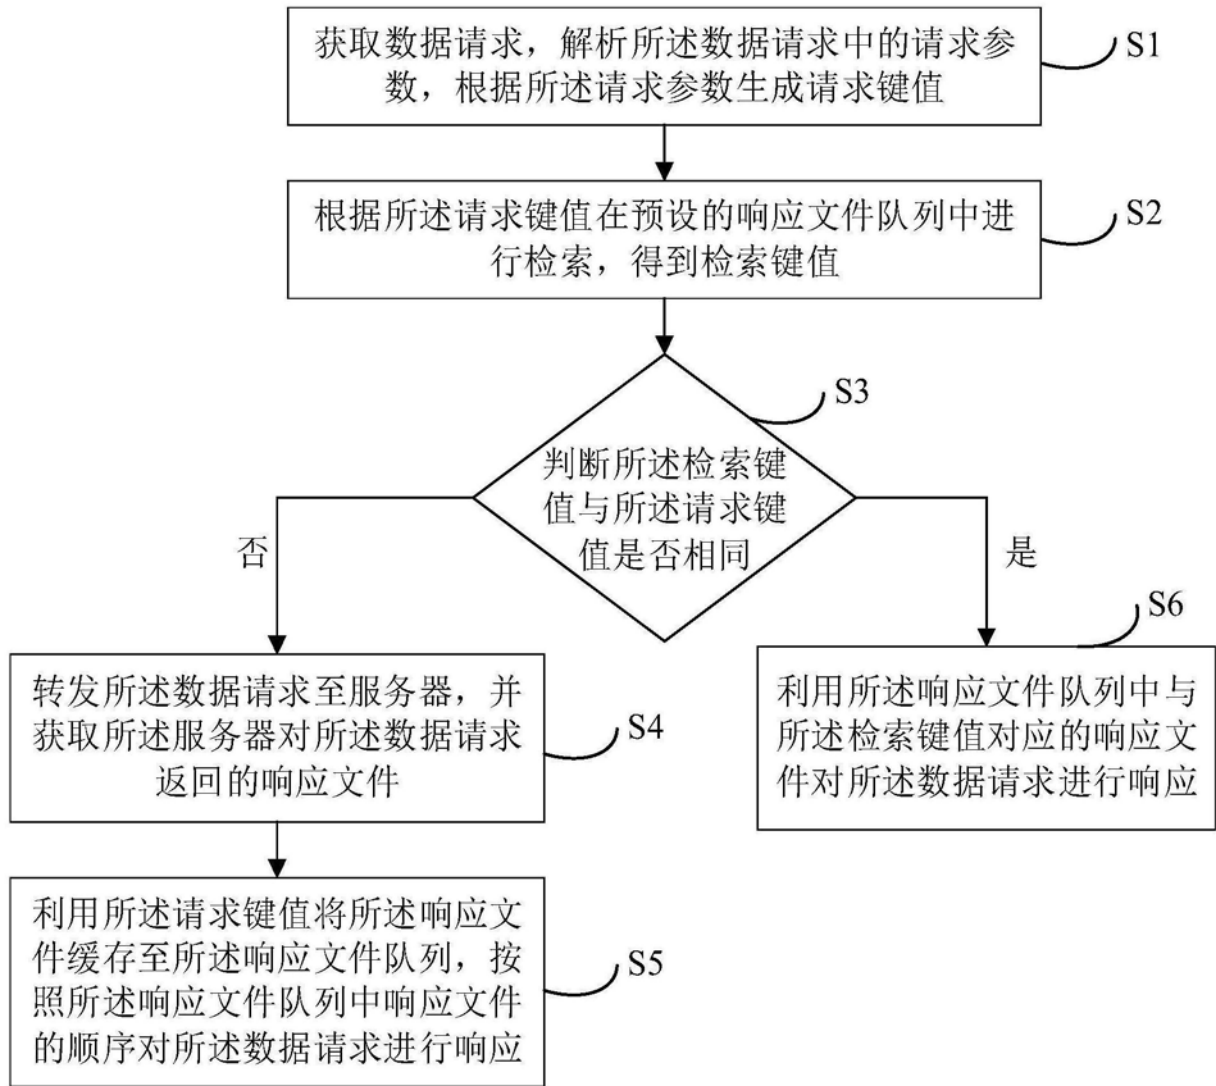 获取数据请求，解析所述数据请求中的请求参
数，根据所述请求参数生成请求键值
S1
根据所述请求键值在预设的响应文件队列中进
行检索，得到检索键值
S2
S3
判断所述检索键
值与所述请求键
值是否相同
否
是
S6
转发所述数据请求至服务器，并
获取所述服务器对所述数据请求
返回的响应文件
S4
利用所述响应文件队列中与
所述检索键值对应的响应文
件对所述数据请求进行响应
利用所述请求键值将所述响应文
件缓存至所述响应文件队列，按
照所述响应文件队列中响应文件
的顺序对所述数据请求进行响应
S5